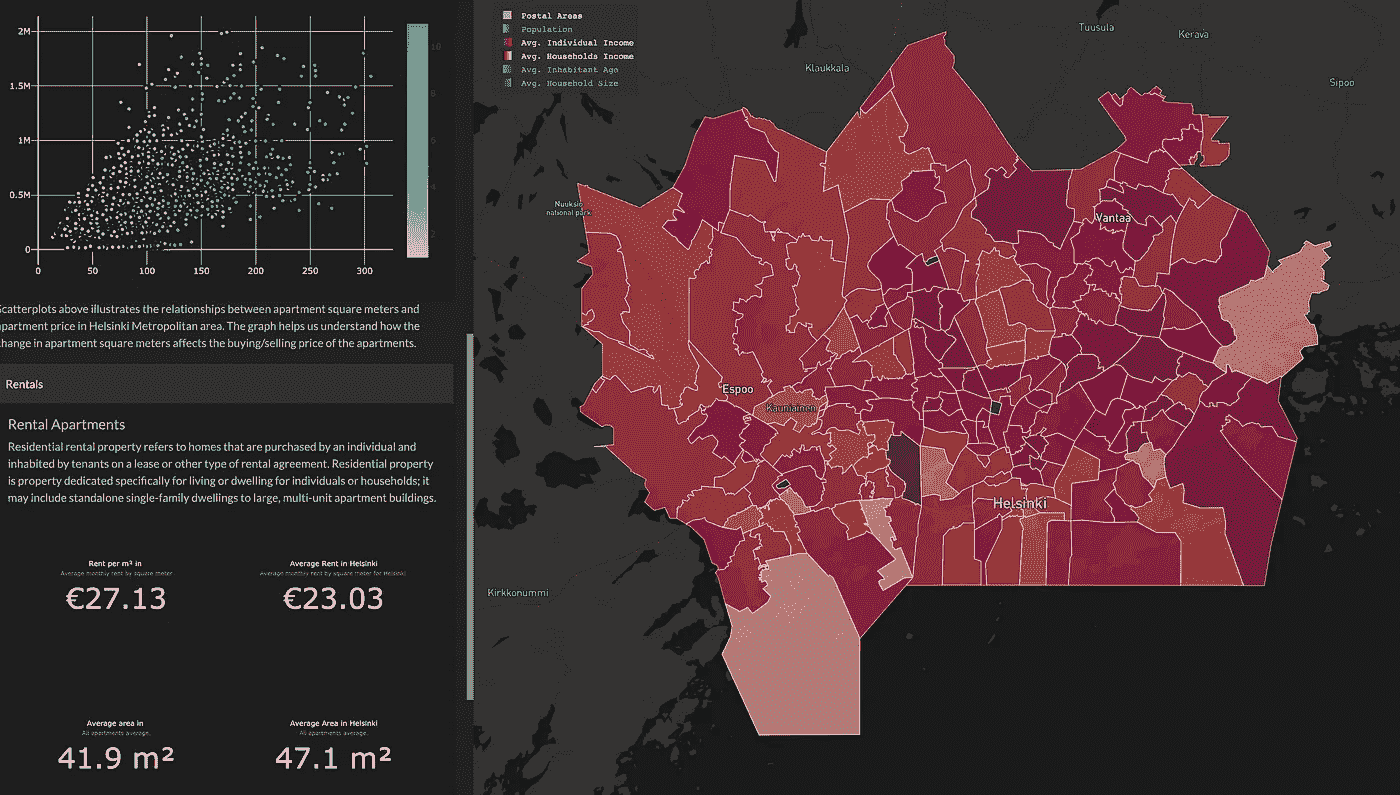 2M
1.5M
1M
0.5M
0
0
50
100
150
200
250
300
10
8
6
4
2
Scatterplots above illustrates the relationships between apartment square meters and
apartment price in Helsinki Metropolitan area. The graph helps us understand how the
change in apartment square meters affects the buying/selling price of the apartments.
Rentals
Rental Apartments
Residential rental property refers to homes that are purchased by an individual and
inhabited by tenants on a lease or other type of rental agreement. Residential property
is property dedicated specifically for living or dwelling for individuals or households; it
may include standalone single-family dwellings to large, multi-unit apartment buildings.
Rent per m² in
Average monthly rent by square meter
€27.13
Average Rent in Helsinki
Average monthly rent by square meter for Helsinki
€23.03
Average area in
All apartments average.
41.9 m²
Average Area in Helsinki
All apartments average.
47.1 m²
Postal Areas
Population
Avg. Individual Income
Avg. Households Income
Avg. Inhabitant Age
Avg. Household Size
Tuusula
Kerava
Klaukkala
Sipoo
Nuuksio
national park
Vantaa
Espoo
Kauniainen
Helsinki
Kirkkonummi